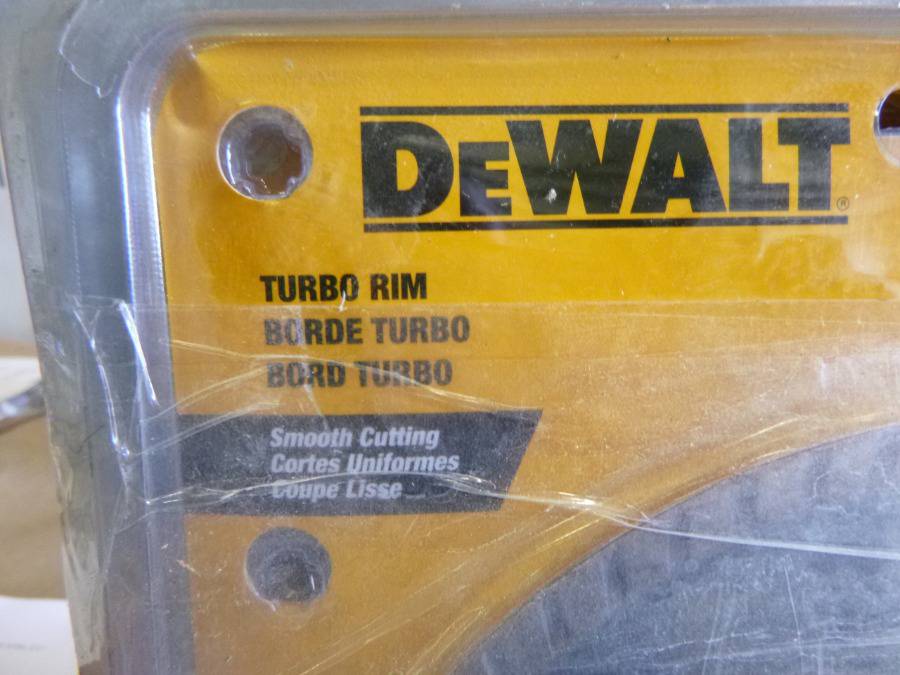 DEWALT®
TURBO RIM
BORDE TURBO
BORD TURBO
Smooth Cutting
Cortes Uniformes
Coupe Lisse